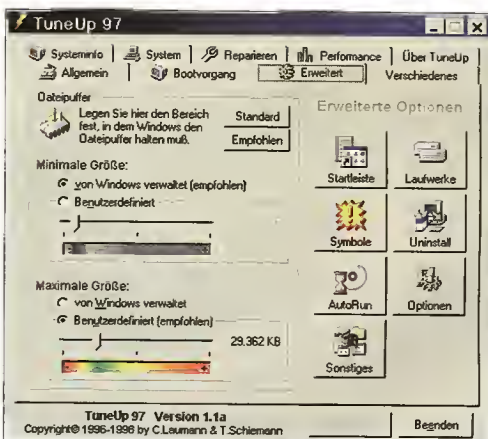 TuneUp 97
Systeminfo
System
Reparieren
Performance
Über TuneUp
Allgemein
Bootvorgang
Erweitert
Verschiedenes
Dateipuffer
Legen Sie hier den Bereich
fest, in dem Windows den
Dateipuffer halten muß.
Standard
Empfohlen
Minimale Größe:
von Windows verwaltet (empfohlen)
Benutzerdefiniert
Maximale Größe:
von Windows verwaltet
Benutzerdefiniert (empfohlen)
29.362 KB
Erweiterte Optionen
Startleiste
Laufwerke
Symbole
Uninstall
AutoRun
Optionen
Sonstiges
TuneUp 97 Version 1.1a
Copyright© 1996-1998 by C.Laumann & T.Schiemann
Beenden